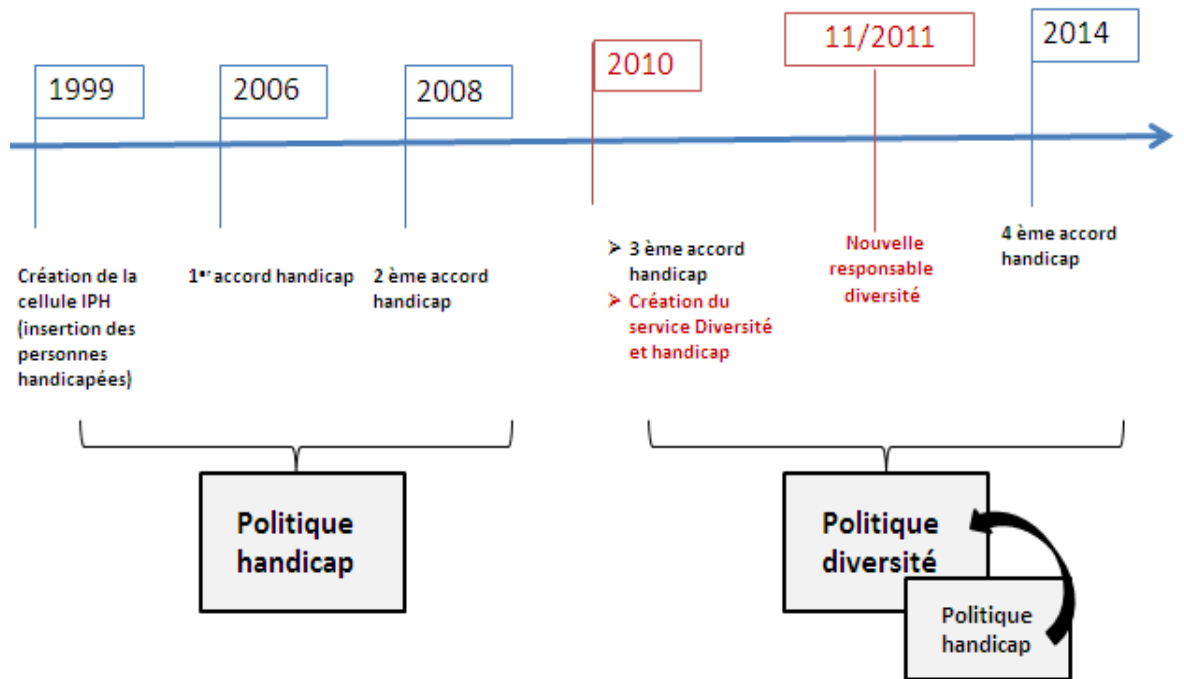 1999
2006
2008
2010
11/2011
2014
Création de la
cellule IPH
(insertion des
personnes
handicapées)
1er accord handicap
2 ème accord
handicap
➢ 3 ème accord
handicap
➢ Création du
service Diversité
et handicap
Nouvelle
responsable
diversité
4 ème accord
handicap
Politique
handicap
Politique
diversité
Politique
handicap